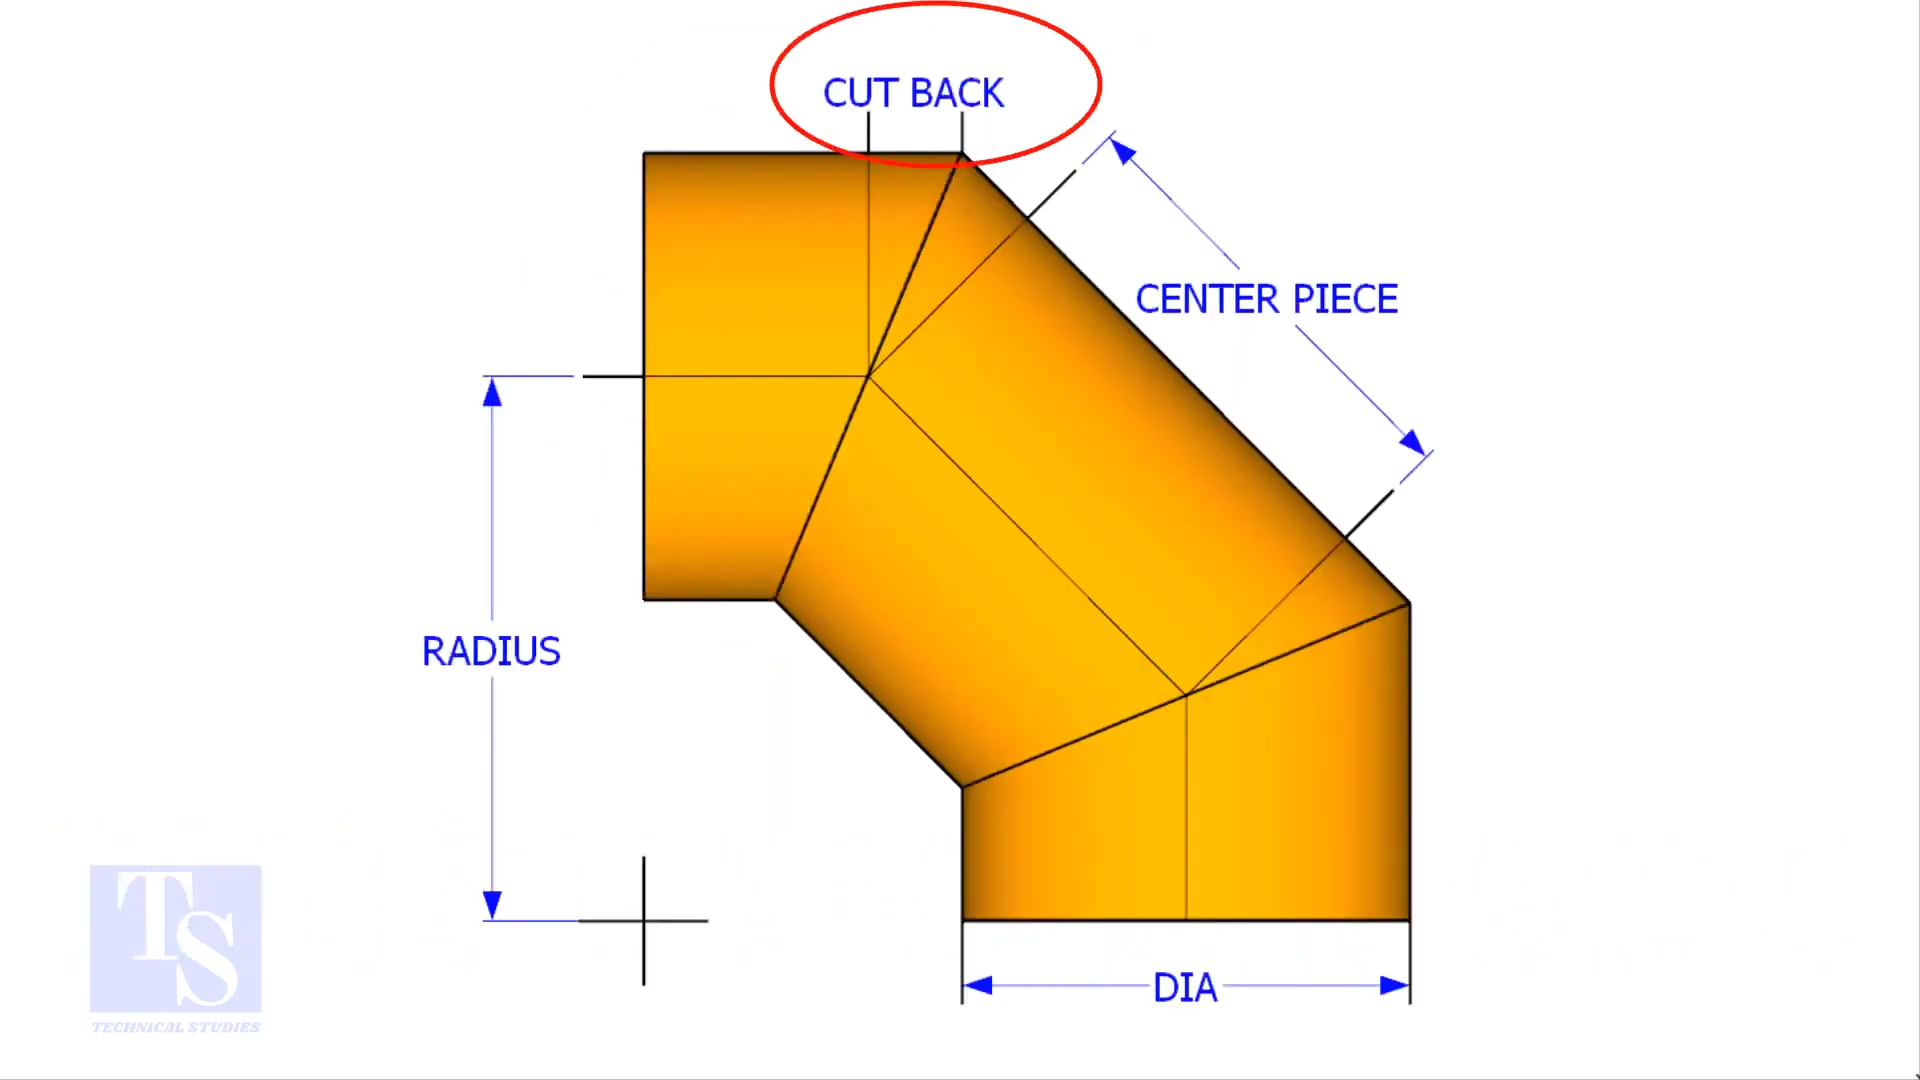 CUT BACK
CENTER PIECE
RADIUS
DIA
TS
TECHNICAL STUDIES